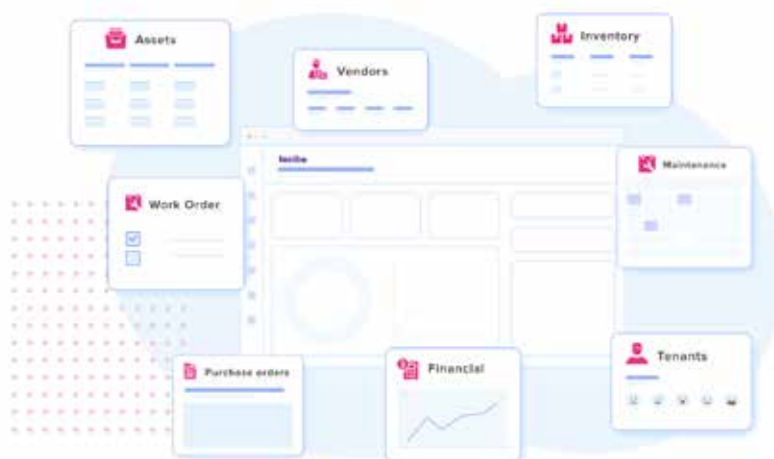 Assets
Vendors
Inventory
Maintenance
Work Order
Purchase orders
Financial
Tenants